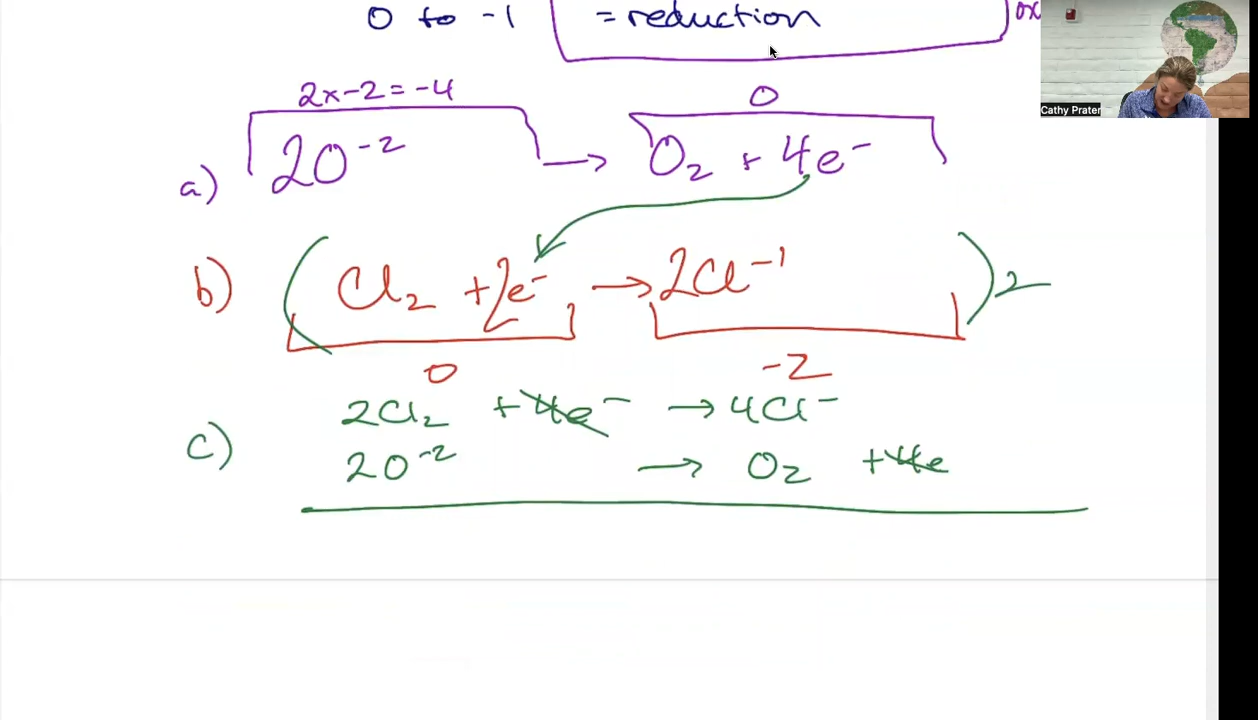 0 to -1 = reduction ox
2x-2 = -4 0
a) 2O⁻² → O₂ + 4e⁻
b) (Cl₂ + 2e⁻ → 2Cl⁻¹)2
0 -2
c) 2Cl₂ + 4e⁻ → 4Cl⁻
2O⁻² → O₂ + 4e
Cathy Prater